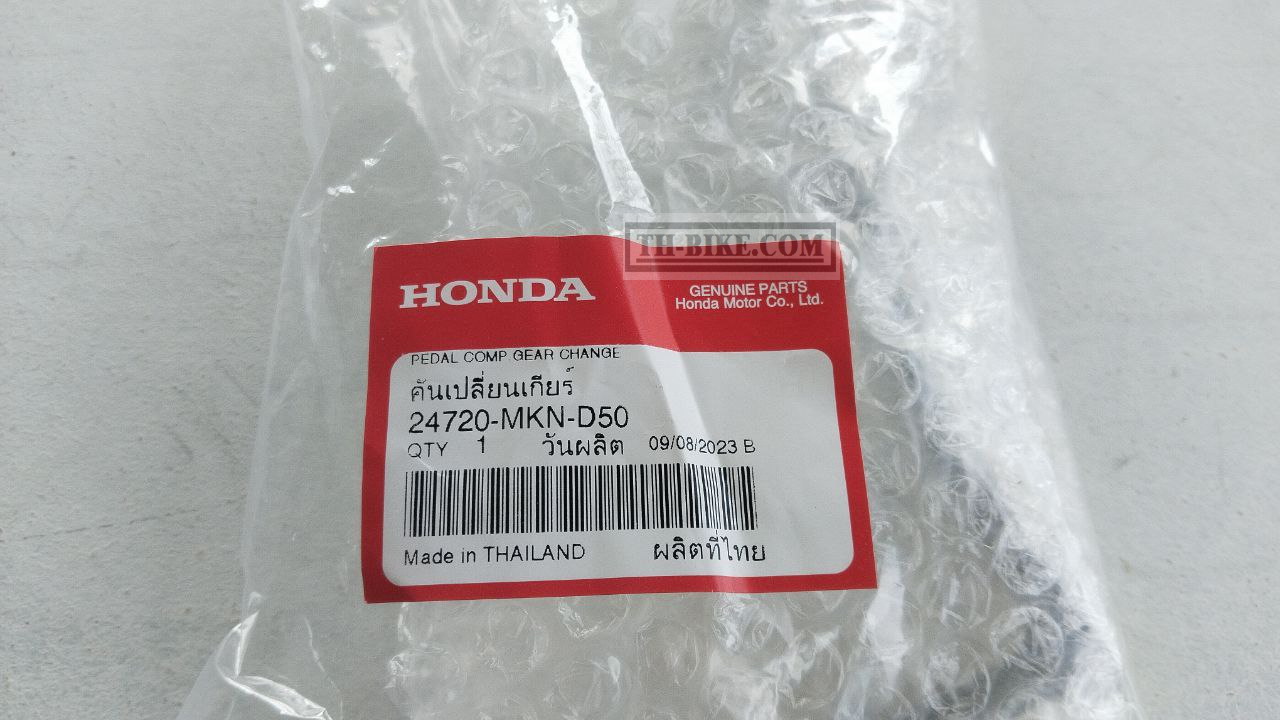 TH-BIKE.COM
HONDA
GENUINE PARTS
Honda Motor Co., Ltd.
PEDAL COMP GEAR CHANGE
คันเปลี่ยนเกียร์
24720-MKN-D50
QTY 1 วันผลิต 09/08/2023 B
Made in THAILAND ผลิตที่ไทย